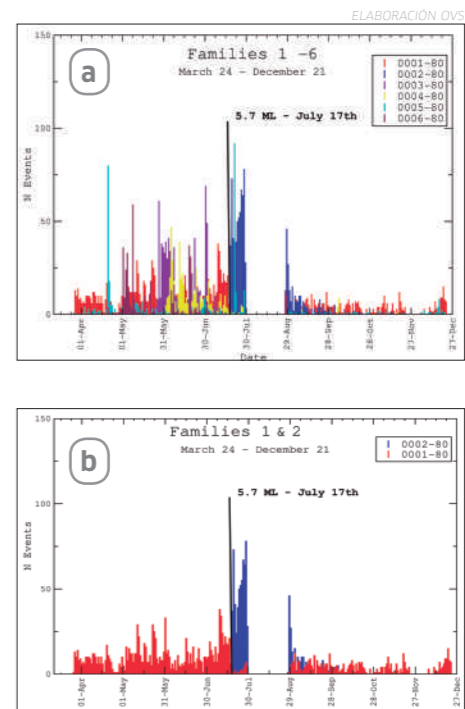 ELABORACIÓN OVS
150
100
50
0
N Events
a
Families 1 -6
March 24 - December 21
5.7 ML - July 17th
0001-80
0002-80
0003-80
0004-80
0005-80
0006-80
01-Apr
01-May
31-May
30-Jun
30-Jul
29-Aug
28-Sep
28-Oct
27-Nov
27-Dec
Date
150
100
50
0
N Events
b
Families 1 & 2
March 24 - December 21
5.7 ML - July 17th
0002-80
0001-80
01-Apr
01-May
31-May
30-Jun
30-Jul
29-Aug
28-Sep
28-Oct
27-Nov
27-Dec